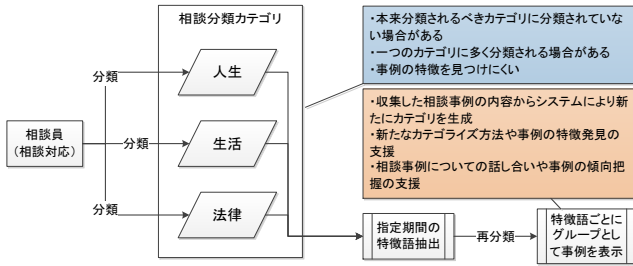 相談分類カテゴリ
・本来分類されるべきカテゴリに分類されていな
い場合がある
・一つのカテゴリに多く分類される場合がある
・事例の特徴を見つけにくい
分類
人生
相談員
（相談対応）
分類
生活
分類
法律
・収集した相談事例の内容からシステムにより新
たにカテゴリを生成
・新たなカテゴライズ方法や事例の特徴発見の
支援
・相談事例についての話し合いや事例の傾向把
握の支援
指定期間の
特徴語抽出
再分類
特徴語ごとに
グループとし
て事例を表示